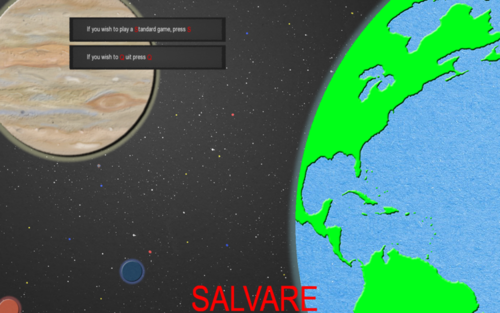 If you wish to play a standard game, press
If you wish to quit press
SALVARE